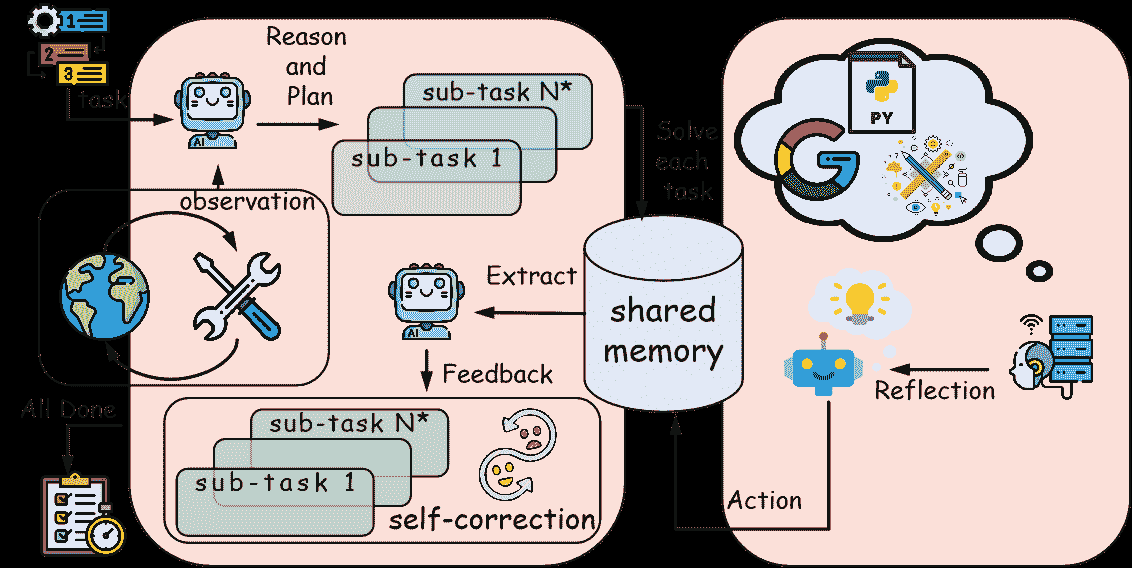 1
2
3
task
AI
Reason
and
Plan
sub-task N*
sub-task 1
observation
Solve
each
task
PY
G
Extract
AI
shared
memory
Feedback
Reflection
All Done
sub-task N*
sub-task 1
self-correction
Action